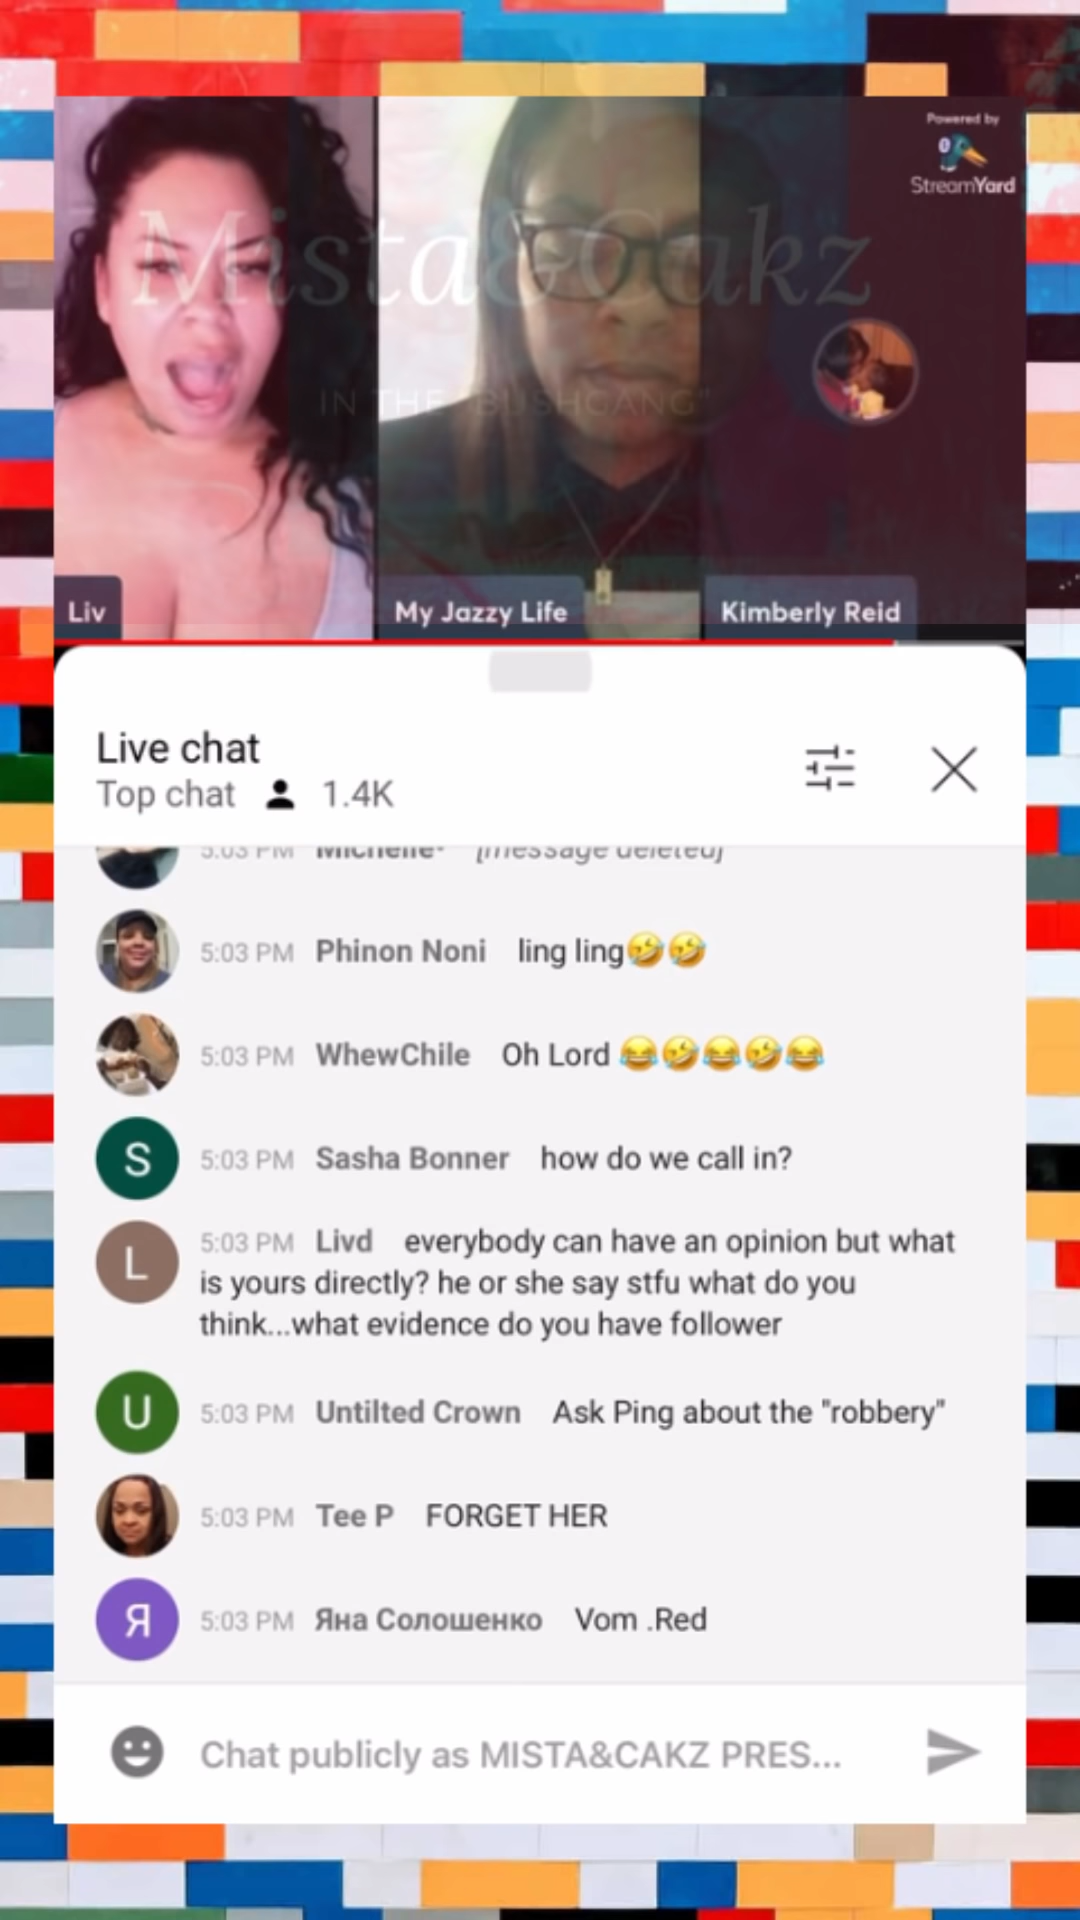 Powered by
StreamYard
Mista&Cakz
IN THE "BUSHGANG"
Liv
My Jazzy Life
Kimberly Reid
Live chat
Top chat 1.4K
5:03 PM Michelle• [message deleted]
5:03 PM Phinon Noni ling ling🤣🤣
5:03 PM WhewChile Oh Lord 😂🤣😂🤣😂
S 5:03 PM Sasha Bonner how do we call in?
L 5:03 PM Livd everybody can have an opinion but what
is yours directly? he or she say stfu what do you
think...what evidence do you have follower
U 5:03 PM Untilted Crown Ask Ping about the "robbery"
5:03 PM Tee P FORGET HER
Я 5:03 PM Яна Солошенко Vom .Red
Chat publicly as MISTA&CAKZ PRES...